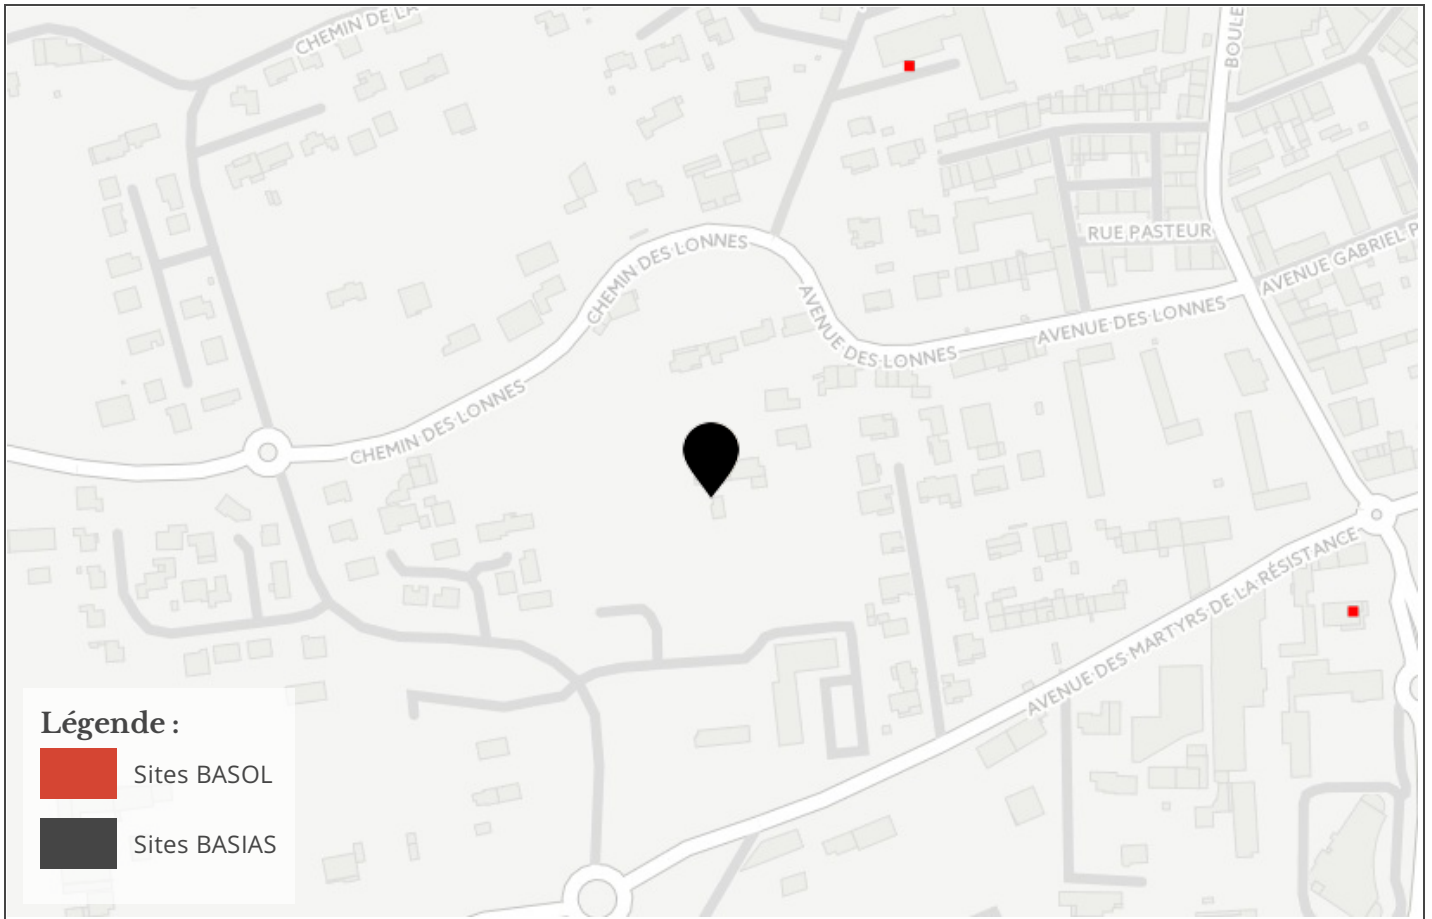 CHEMIN DE LA
BOULE
RUE PASTEUR
AVENUE GABRIEL P
CHEMIN DES LONNES
AVENUE DES LONNES
AVENUE DES LONNES
CHEMIN DES LONNES
AVENUE DES MARTYRS DE LA RÉSISTANCE
Légende :
Sites BASOL
Sites BASIAS